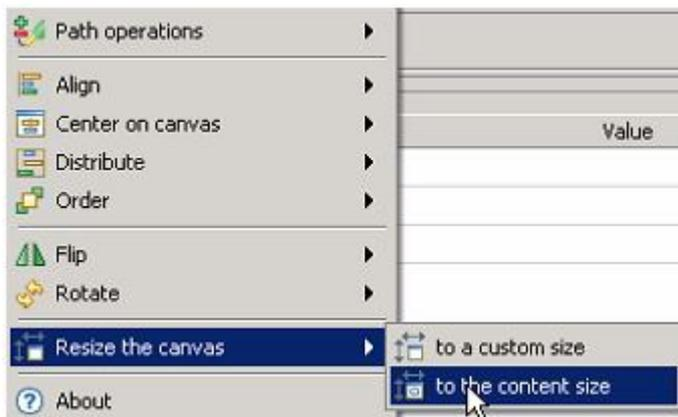 Path operations
Align
Center on canvas
Value
Distribute
Order
Flip
Rotate
Resize the canvas
to a custom size
to the content size
About